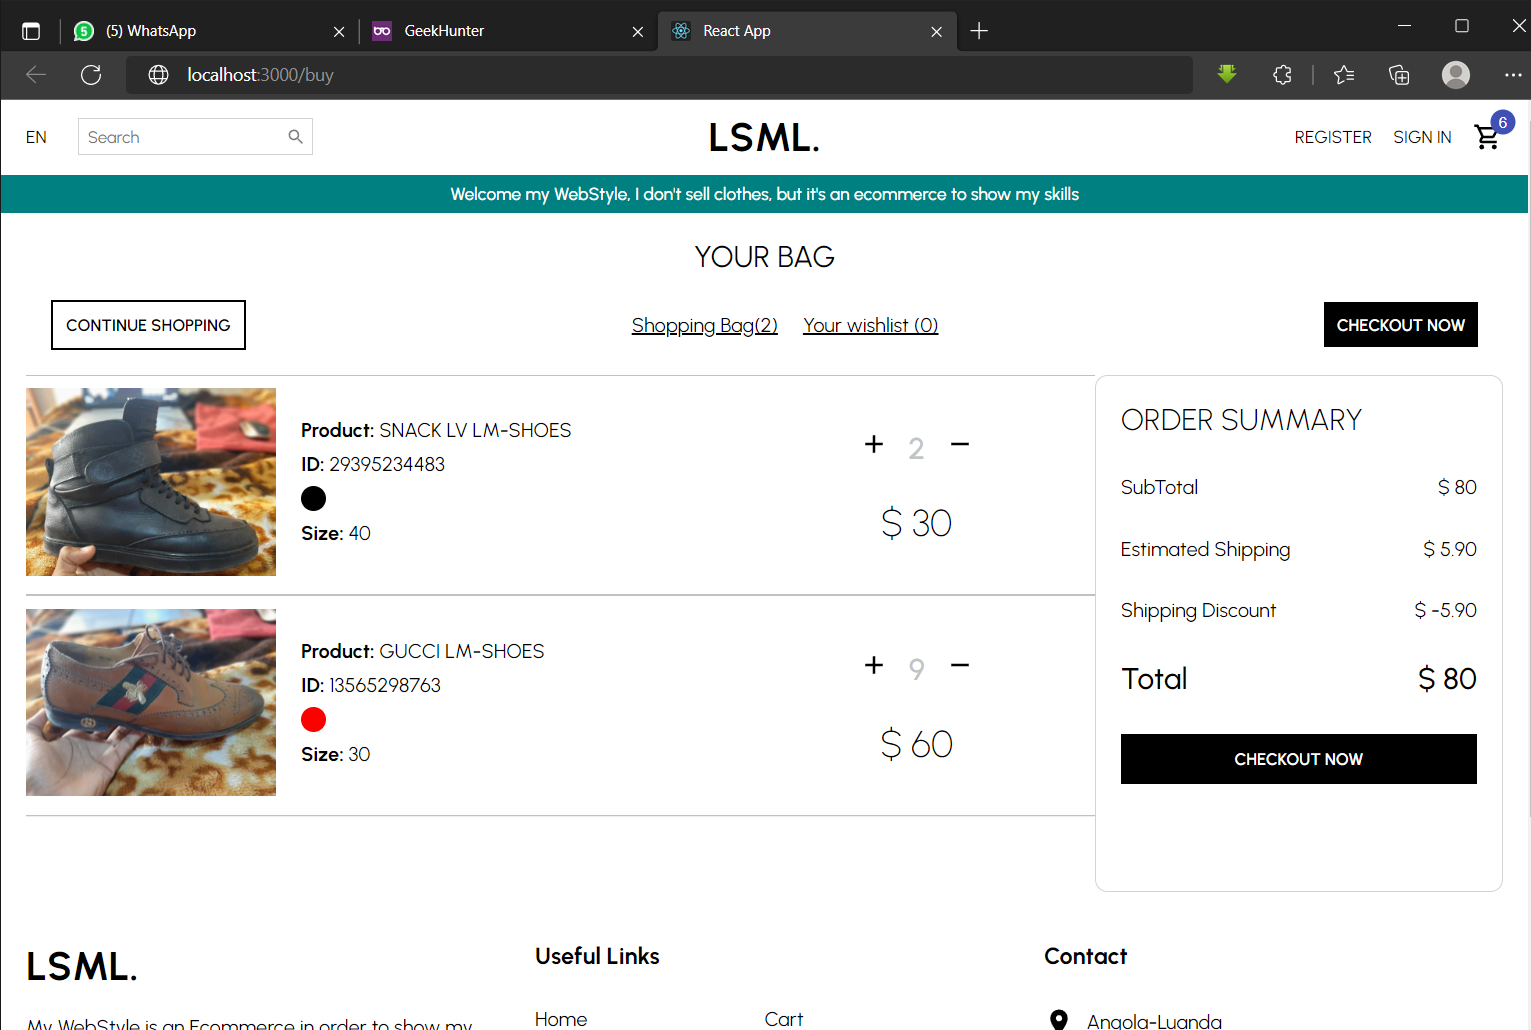 (5) WhatsApp
GeekHunter
React App
localhost:3000/buy
EN
Search
LSML.
REGISTER
SIGN IN
6
Welcome my WebStyle, I don't sell clothes, but it's an ecommerce to show my skills
YOUR BAG
CONTINUE SHOPPING
Shopping Bag(2)
Your wishlist (0)
CHECKOUT NOW
Product: SNACK LV LM-SHOES
ID: 29395234483
Size: 40
+ 2 −
$ 30
Product: GUCCI LM-SHOES
ID: 13565298763
Size: 30
+ 9 −
$ 60
ORDER SUMMARY
SubTotal $ 80
Estimated Shipping $ 5.90
Shipping Discount $ -5.90
Total $ 80
CHECKOUT NOW
LSML.
My WebStyle is an Ecommerce in order to show my
Useful Links
Home
Cart
Contact
Angola-Luanda